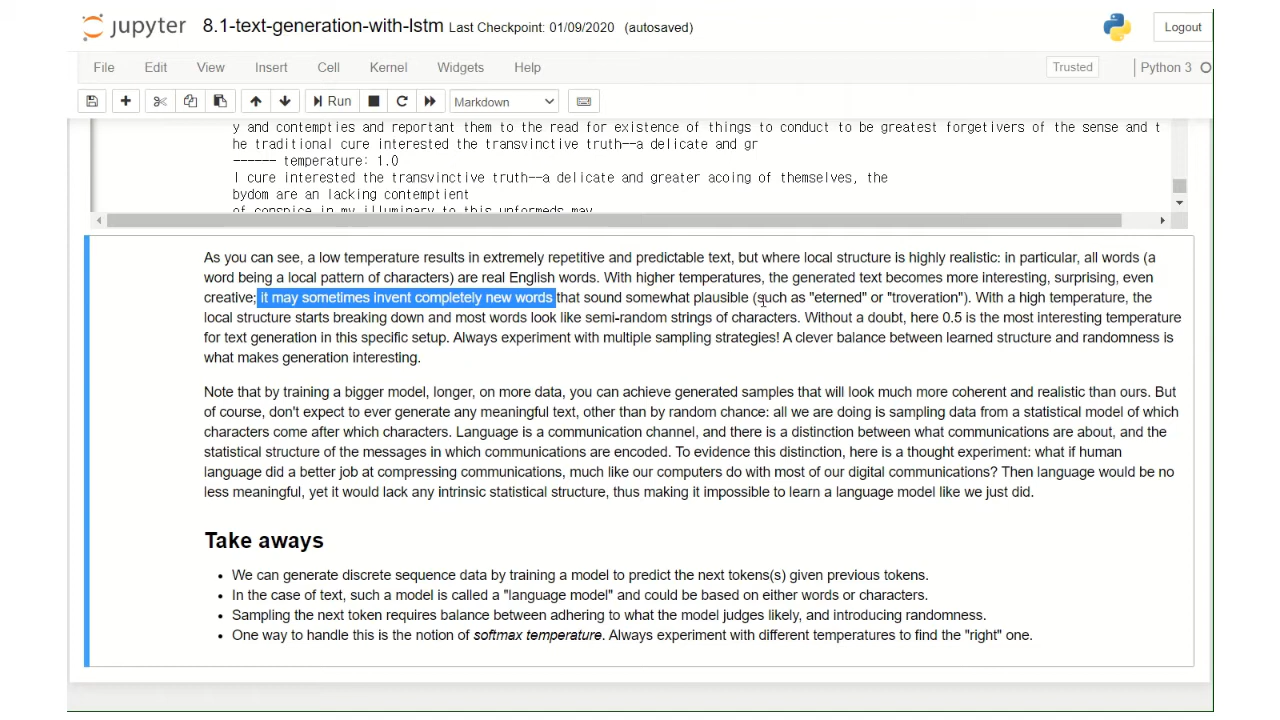 jupyter 8.1-text-generation-with-lstm Last Checkpoint: 01/09/2020 (autosaved) Logout
File Edit View Insert Cell Kernel Widgets Help Trusted Python 3
Run Markdown
y and contempties and reportant them to the read for existence of things to conduct to be greatest forgetivers of the sense and t
he traditional cure interested the transvinctive truth--a delicate and gr
------ temperature: 1.0
l cure interested the transvinctive truth--a delicate and greater acoing of themselves, the
bydom are an lacking contemptient
of conspice in my illuminary to this unformeds may
As you can see, a low temperature results in extremely repetitive and predictable text, but where local structure is highly realistic: in particular, all words (a
word being a local pattern of characters) are real English words. With higher temperatures, the generated text becomes more interesting, surprising, even
creative; it may sometimes invent completely new words that sound somewhat plausible (such as "eterned" or "troveration"). With a high temperature, the
local structure starts breaking down and most words look like semi-random strings of characters. Without a doubt, here 0.5 is the most interesting temperature
for text generation in this specific setup. Always experiment with multiple sampling strategies! A clever balance between learned structure and randomness is
what makes generation interesting.
Note that by training a bigger model, longer, on more data, you can achieve generated samples that will look much more coherent and realistic than ours. But
of course, don't expect to ever generate any meaningful text, other than by random chance: all we are doing is sampling data from a statistical model of which
characters come after which characters. Language is a communication channel, and there is a distinction between what communications are about, and the
statistical structure of the messages in which communications are encoded. To evidence this distinction, here is a thought experiment: what if human
language did a better job at compressing communications, much like our computers do with most of our digital communications? Then language would be no
less meaningful, yet it would lack any intrinsic statistical structure, thus making it impossible to learn a language model like we just did.
Take aways
• We can generate discrete sequence data by training a model to predict the next tokens(s) given previous tokens.
• In the case of text, such a model is called a "language model" and could be based on either words or characters.
• Sampling the next token requires balance between adhering to what the model judges likely, and introducing randomness.
• One way to handle this is the notion of softmax temperature. Always experiment with different temperatures to find the "right" one.